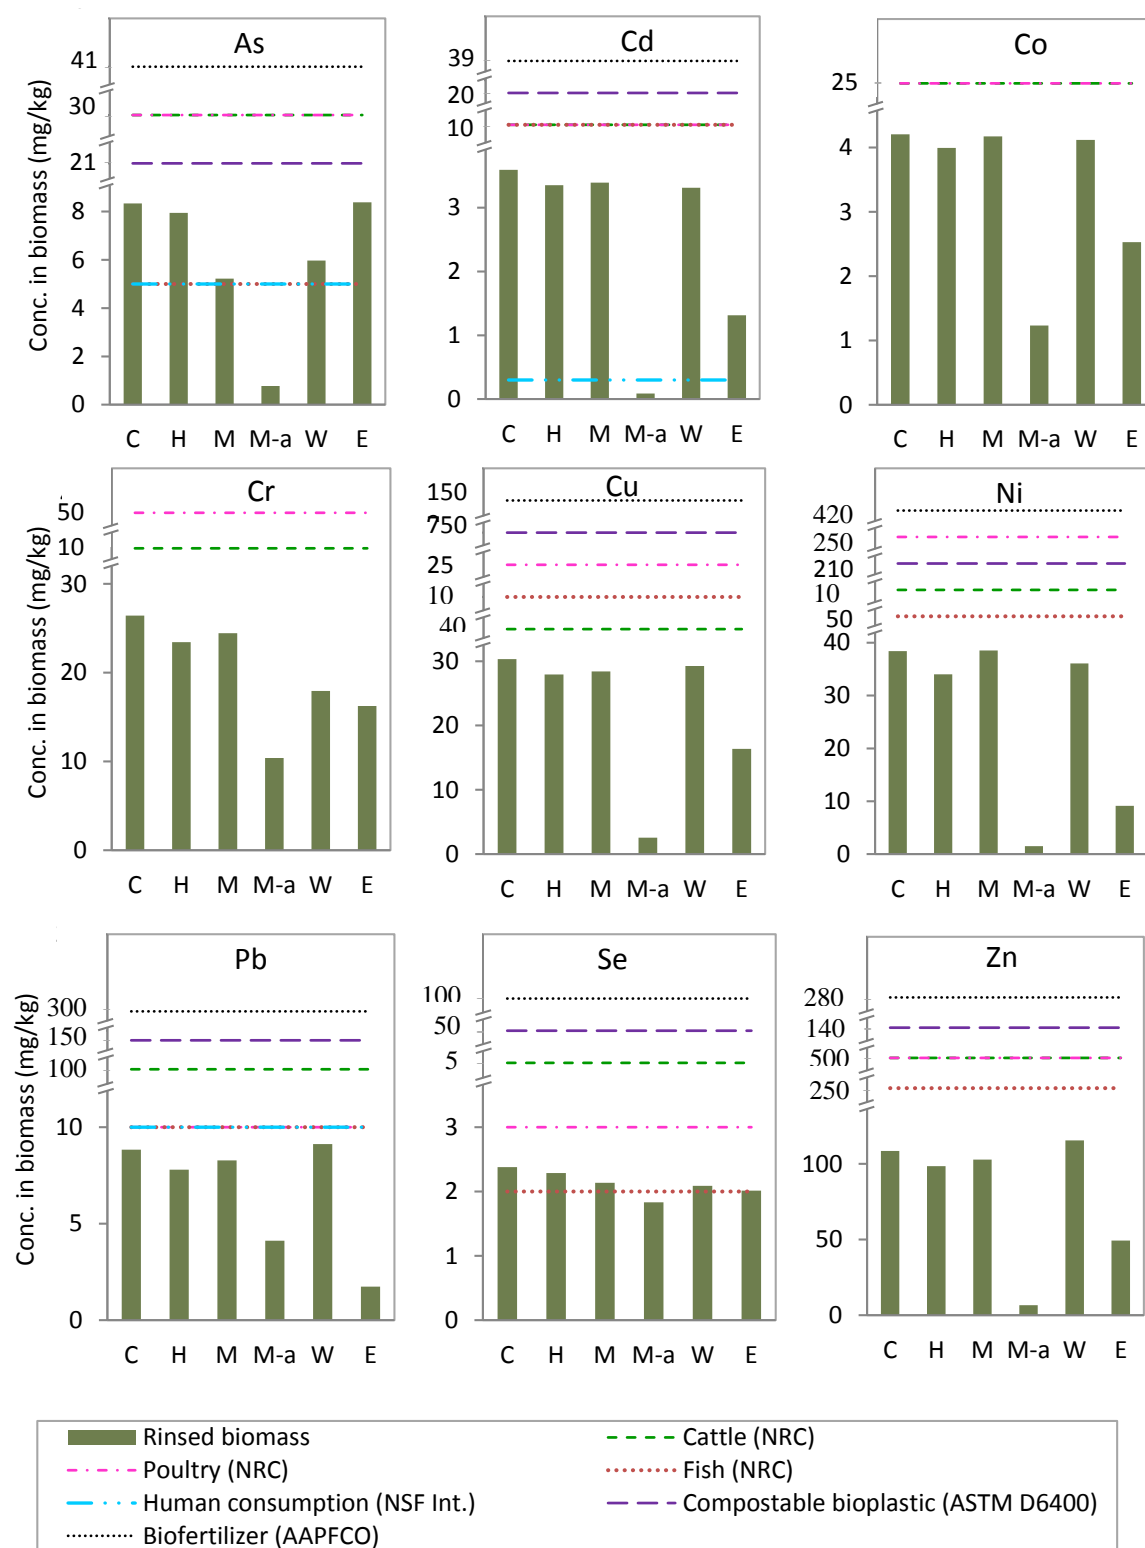 As
Cd
Co
Conc. in biomass (mg/kg)
41
30
21
8
6
4
2
0
39
20
10
3
2
1
0
25
4
3
2
1
0
C H M M-a W E
C H M M-a W E
C H M M-a W E
Cr
Cu
Ni
Conc. in biomass (mg/kg)
50
10
30
20
10
0
150
750
25
10
40
30
20
10
0
420
250
210
10
50
40
30
20
10
0
C H M M-a W E
C H M M-a W E
C H M M-a W E
Pb
Se
Zn
Conc. in biomass (mg/kg)
300
150
100
10
5
0
100
50
5
3
2
1
0
280
140
500
250
100
50
0
C H M M-a W E
C H M M-a W E
C H M M-a W E
Rinsed biomass
Cattle (NRC)
Poultry (NRC)
Fish (NRC)
Human consumption (NSF Int.)
Compostable bioplastic (ASTM D6400)
Biofertilizer (AAPFCO)